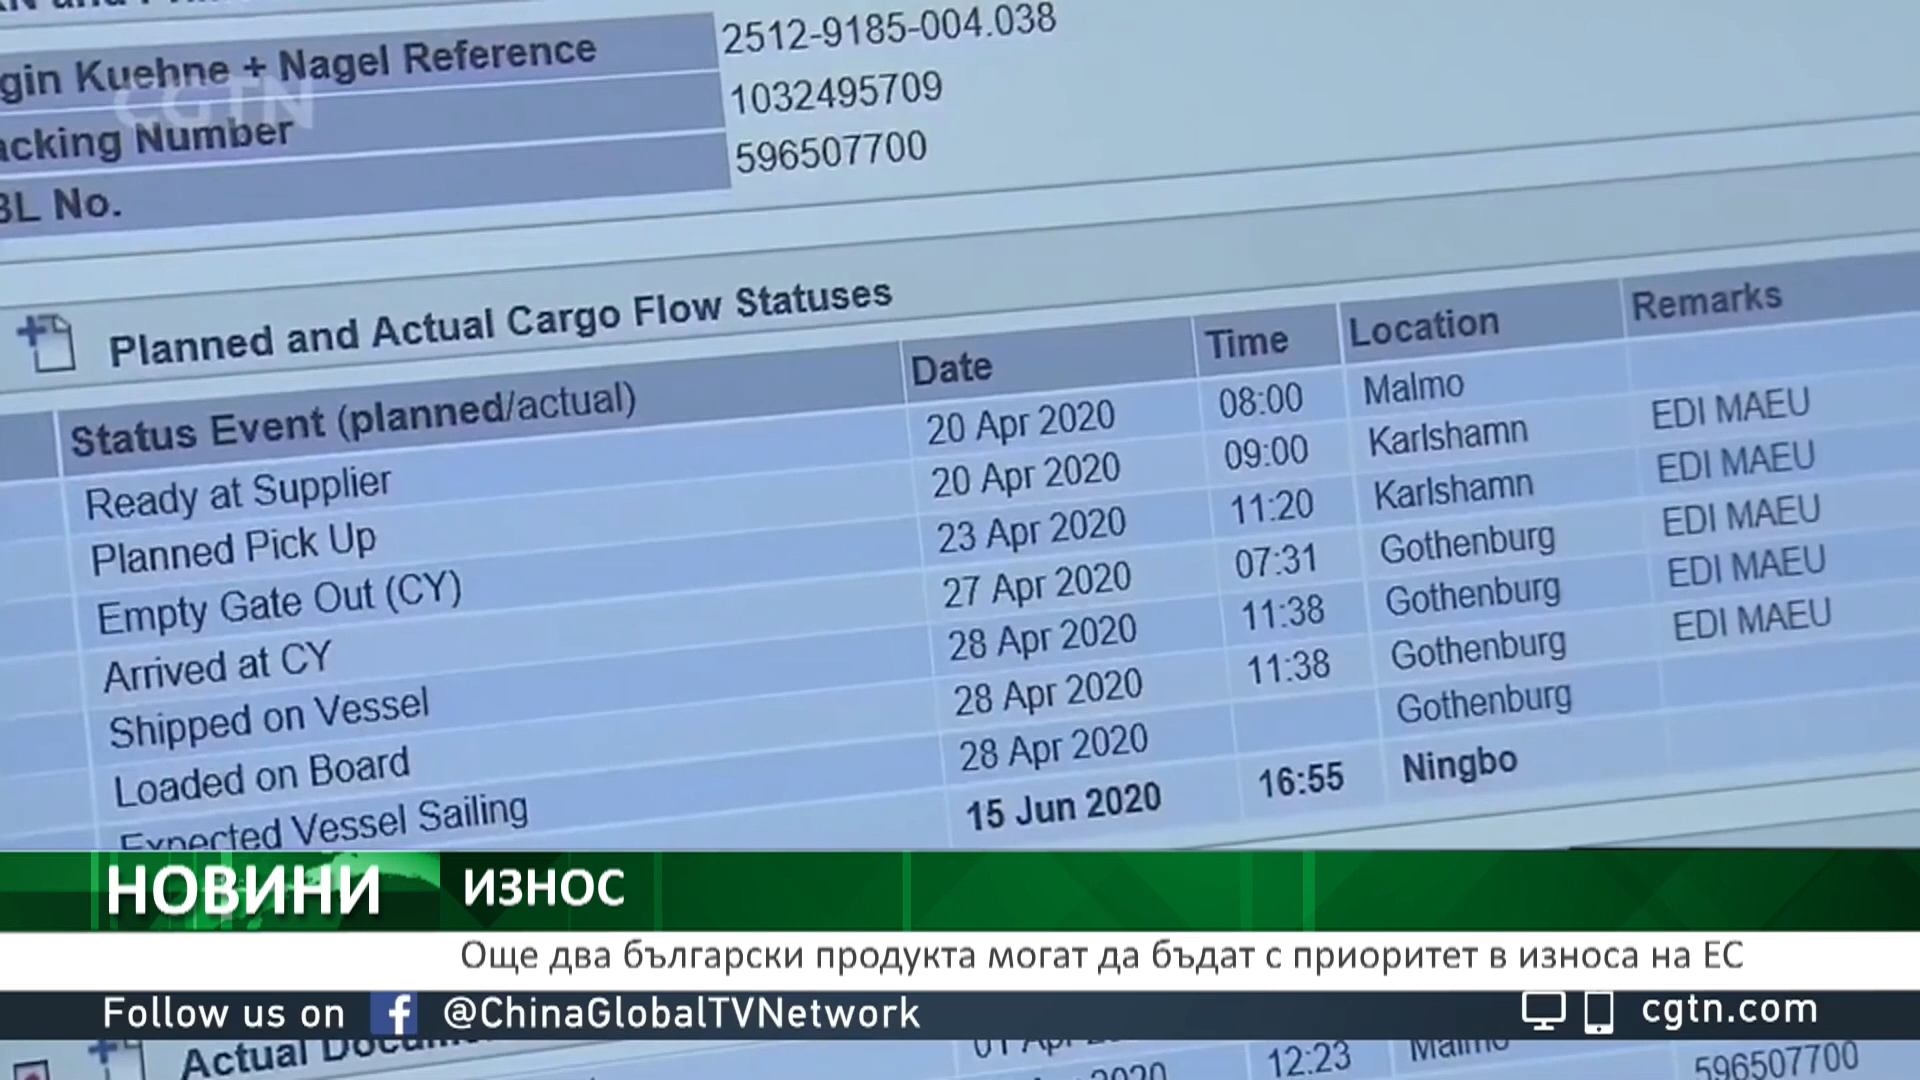 gin Kuehne + Nagel Reference 2512-9185-004.038
acking Number 1032495709
BL No. 596507700
CGTN
Planned and Actual Cargo Flow Statuses
Status Event (planned/actual) Date Time Location Remarks
Ready at Supplier 20 Apr 2020 08:00 Malmo
Planned Pick Up 20 Apr 2020 09:00 Karlshamn EDI MAEU
Empty Gate Out (CY) 23 Apr 2020 11:20 Karlshamn EDI MAEU
Arrived at CY 27 Apr 2020 07:31 Gothenburg EDI MAEU
Shipped on Vessel 28 Apr 2020 11:38 Gothenburg EDI MAEU
Loaded on Board 28 Apr 2020 11:38 Gothenburg EDI MAEU
Expected Vessel Sailing 28 Apr 2020 Gothenburg
15 Jun 2020 16:55 Ningbo
НОВИНИ ИЗНОС
Още два български продукта могат да бъдат с приоритет в износа на ЕС
Follow us on f @ChinaGlobalTVNetwork cgtn.com
Actual 01 Apr Malmo
2020 12:23 596507700